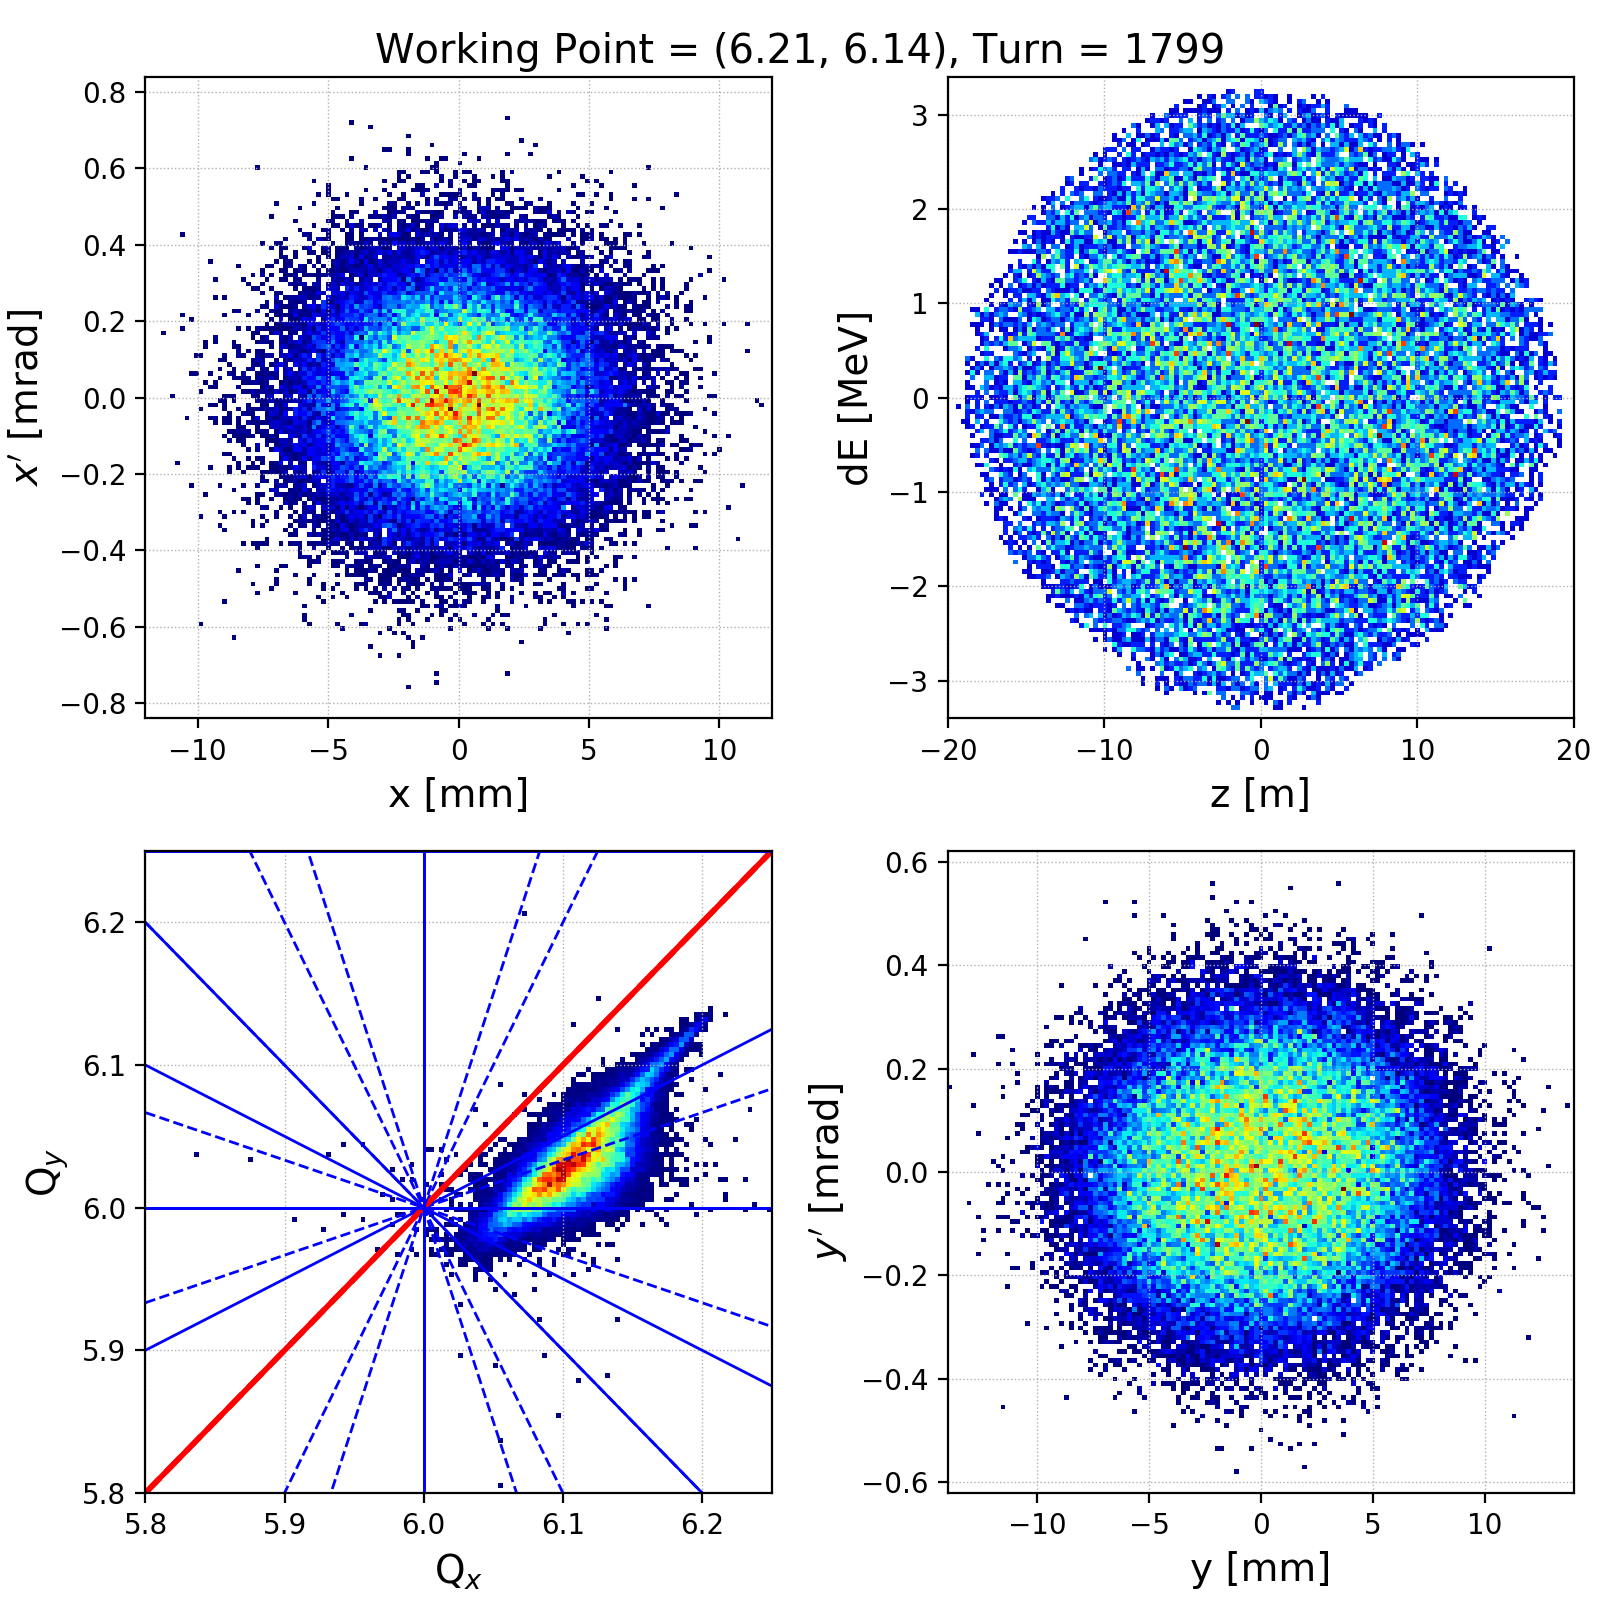 Working Point = (6.21, 6.14), Turn = 1799
0.8
0.6
0.4
0.2
0.0
−0.2
−0.4
−0.6
−0.8
x′ [mrad]
−10 −5 0 5 10
x [mm]
3
2
1
0
−1
−2
−3
dE [MeV]
−20 −10 0 10 20
z [m]
6.2
6.1
6.0
5.9
5.8
Qy
5.8 5.9 6.0 6.1 6.2
Qx
0.6
0.4
0.2
0.0
−0.2
−0.4
−0.6
y′ [mrad]
−10 −5 0 5 10
y [mm]